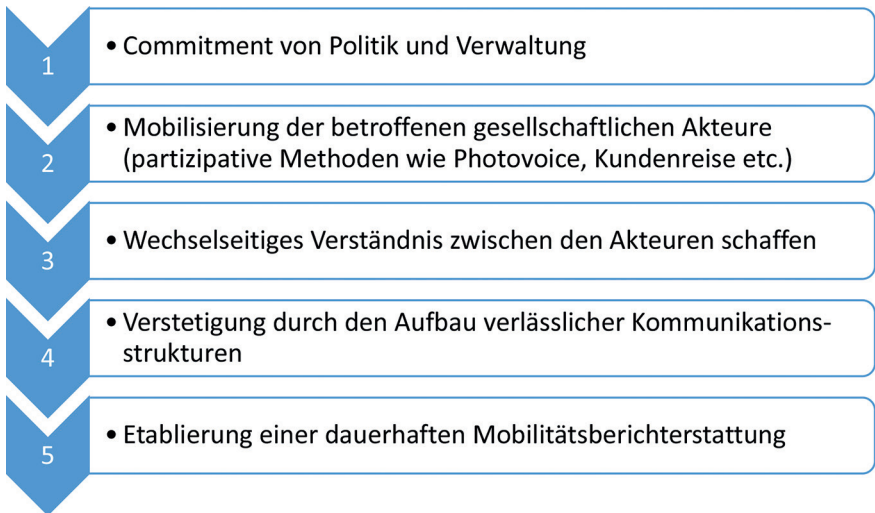 1
• Commitment von Politik und Verwaltung
2
• Mobilisierung der betroffenen gesellschaftlichen Akteure
(partizipative Methoden wie Photovoice, Kundenreise etc.)
3
• Wechselseitiges Verständnis zwischen den Akteuren schaffen
4
• Verstetigung durch den Aufbau verlässlicher Kommunikations-
strukturen
5
• Etablierung einer dauerhaften Mobilitätsberichterstattung